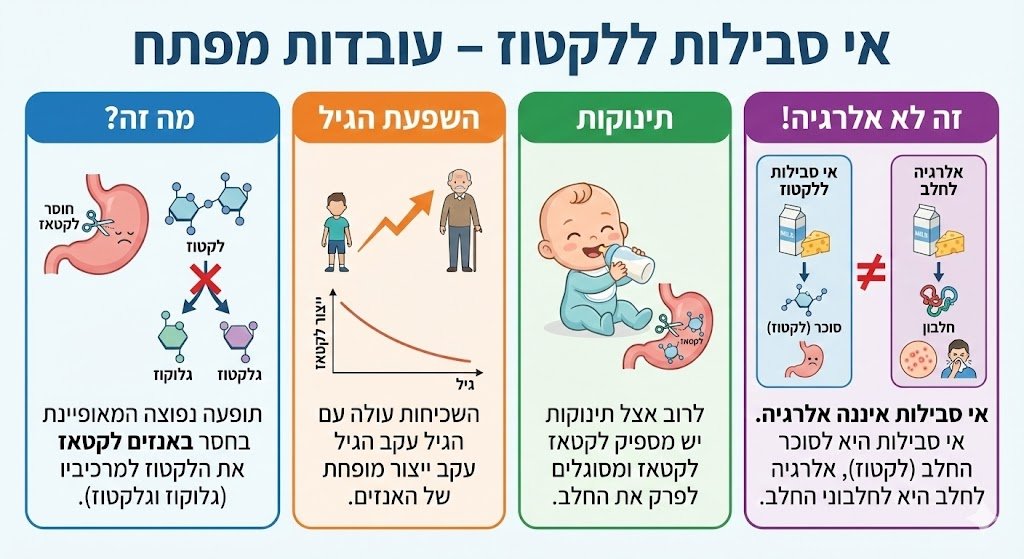 אי סבילות ללקטוז – עובדות מפתח
מה זה?
חוסר
לקטאז
לקטוז
גלוקוז
גלקטוז
תופעה נפוצה המאופיינת
בחסר באנזים לקטאז
את הלקטוז למרכיביו
(גלוקוז וגלקטוז).
השפעת הגיל
ייצור לקטאז
גיל
השכיחות עולה עם
הגיל עקב הגיל
עקב ייצור מופחת
של האנזים.
תינוקות
לרוב אצל תינוקות
יש מספיק לקטאז
לקטאז ומסוגלים
לפרק את החלב.
זה לא אלרגיה!
אי סבילות
ללקטוז
MILK
סוכר (לקטוז)
≠
אלרגיה
לחלב
MILK
חלבון
אי סבילות איננה אלרגיה.
אי סבילות היא לסוכר
החלב (לקטוז), אלרגיה
לחלב היא לחלבוני החלב.